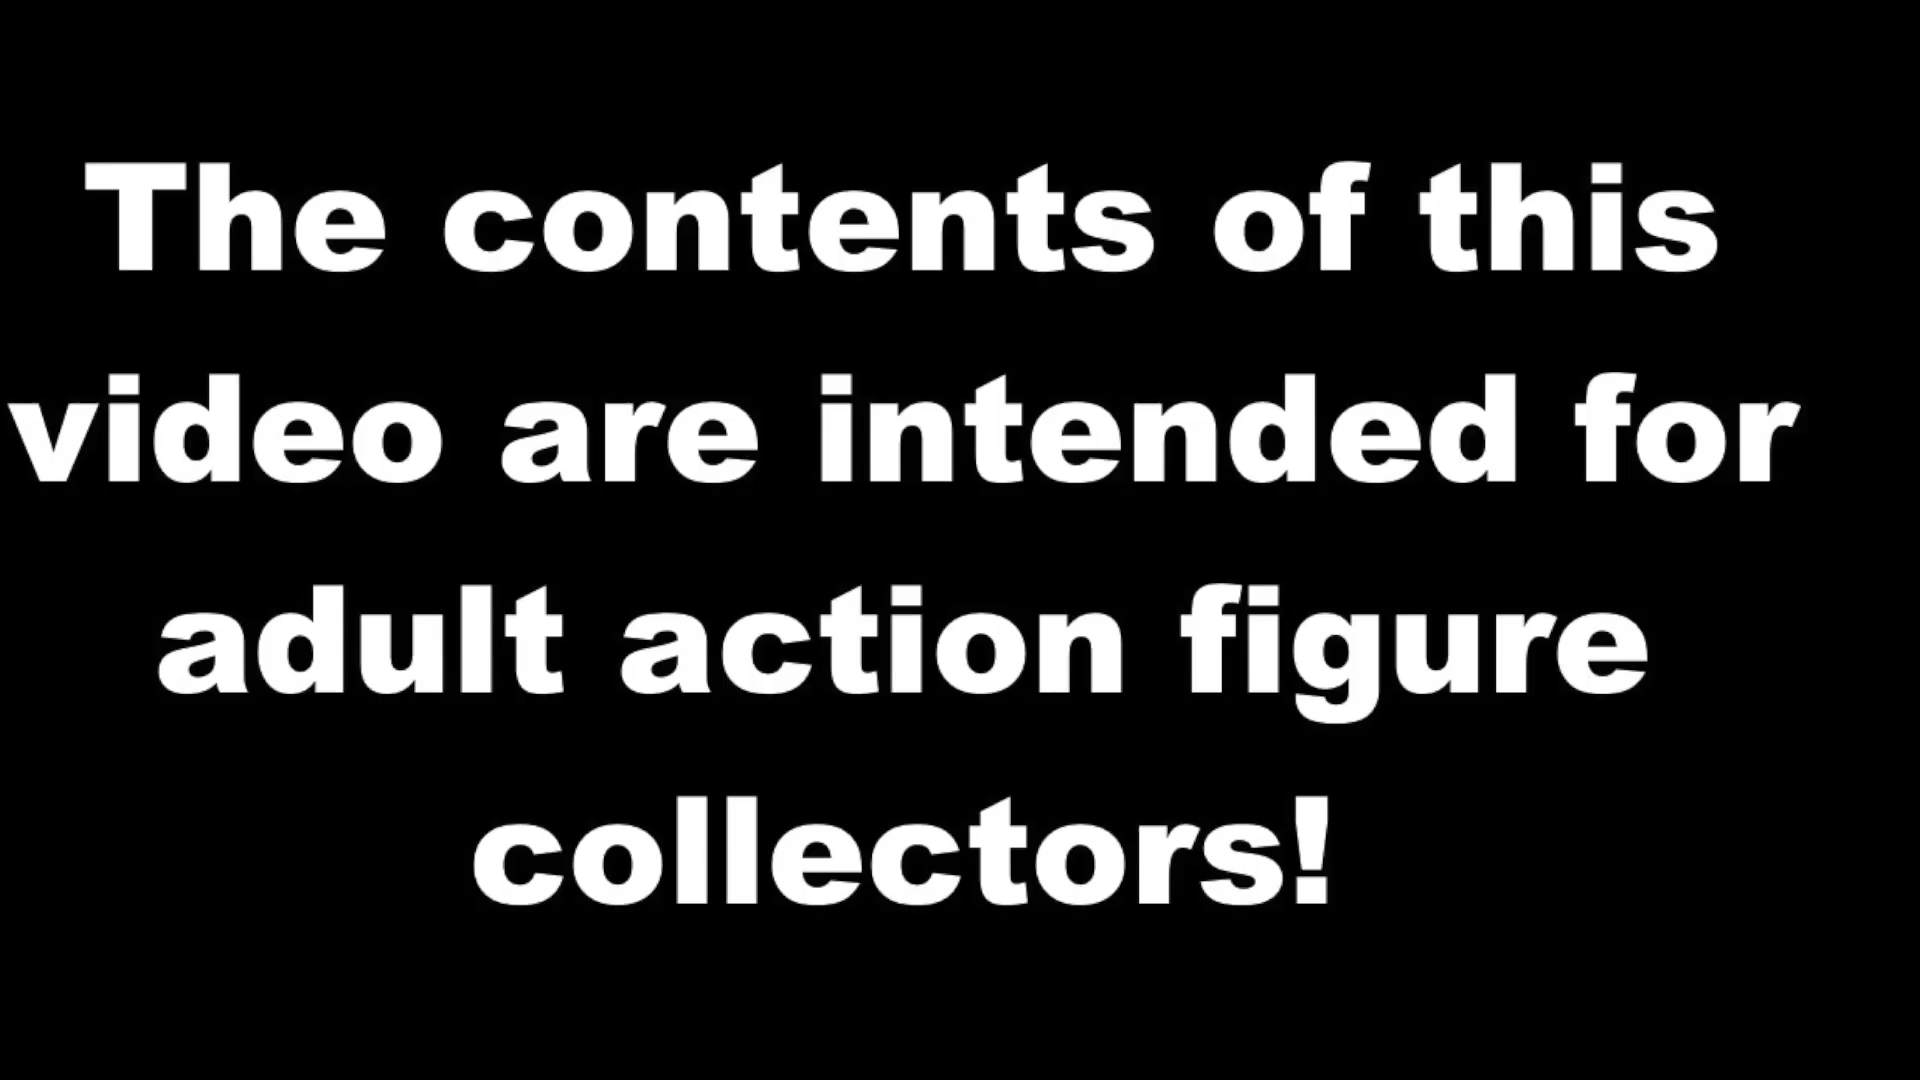 The contents of this
video are intended for
adult action figure
collectors!